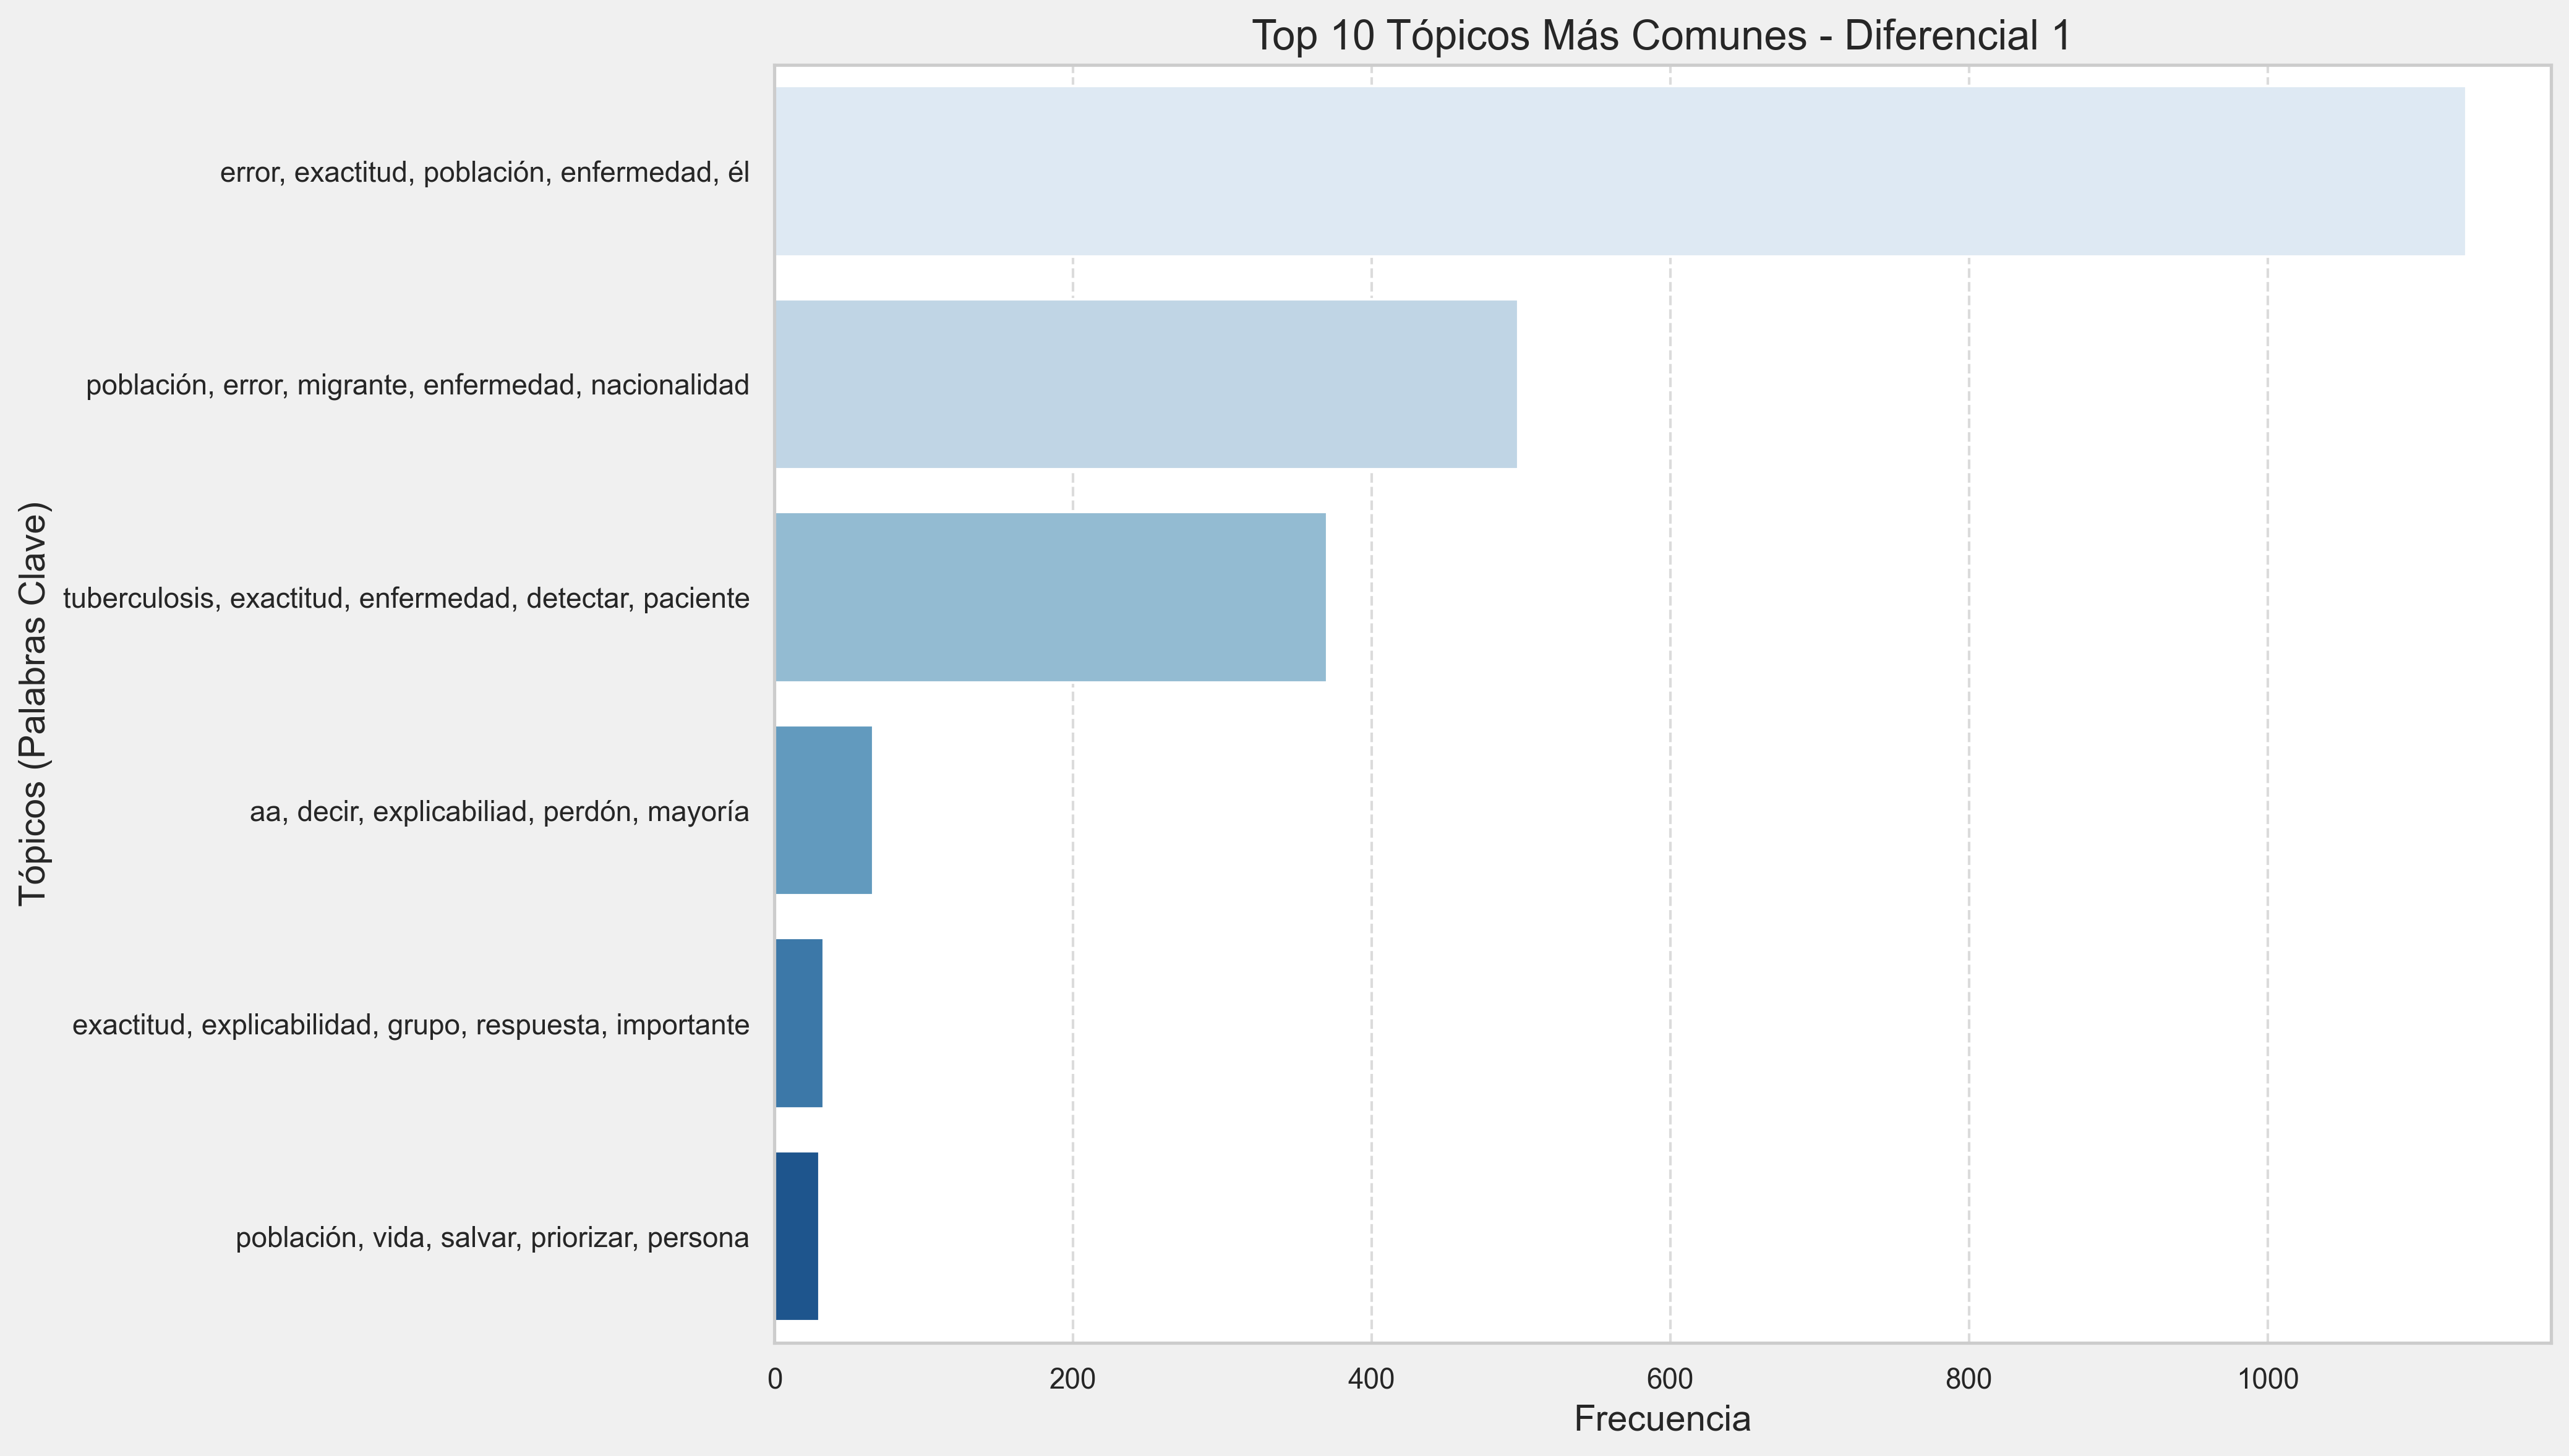 Top 10 Tópicos Más Comunes - Diferencial 1
Tópicos (Palabras Clave)
error, exactitud, población, enfermedad, él
población, error, migrante, enfermedad, nacionalidad
tuberculosis, exactitud, enfermedad, detectar, paciente
aa, decir, explicabiliad, perdón, mayoría
exactitud, explicabilidad, grupo, respuesta, importante
población, vida, salvar, priorizar, persona
0 200 400 600 800 1000
Frecuencia